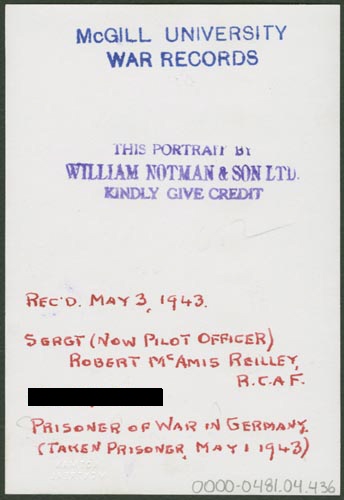 McGILL UNIVERSITY
WAR RECORDS
THIS PORTRAIT BY
WILLIAM NOTMAN & SON LTD.
KINDLY GIVE CREDIT
REC'D. MAY 3, 1943.
SGRGT (NOW PILOT OFFICER)
ROBERT McAMIS REILLEY,
R.C.A.F.
PRISONER OF WAR IN GERMANY
(TAKEN PRISONER, MAY 1 1943)
0000-0481.04.436